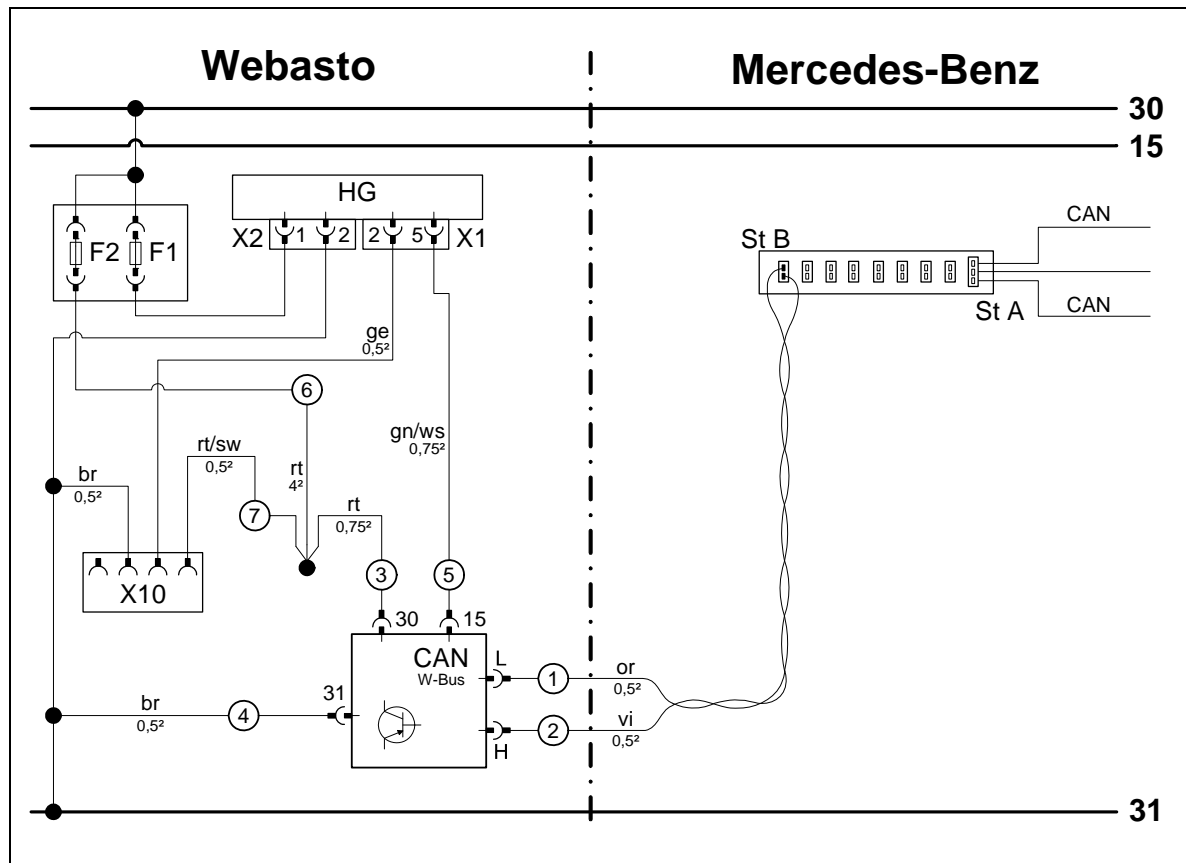 Webasto
Mercedes-Benz
30
15
HG
F2 F1
X2 1 2 2 5 X1
CAN
St B
St A
CAN
ge
0,5²
6
gn/ws
0,75²
rt/sw
0,5²
br
0,5²
rt
4²
7
rt
0,75²
X10
3
5
30
15
CAN
W-Bus
L
1
or
0,5²
31
br
0,5²
4
H
2
vi
0,5²
31